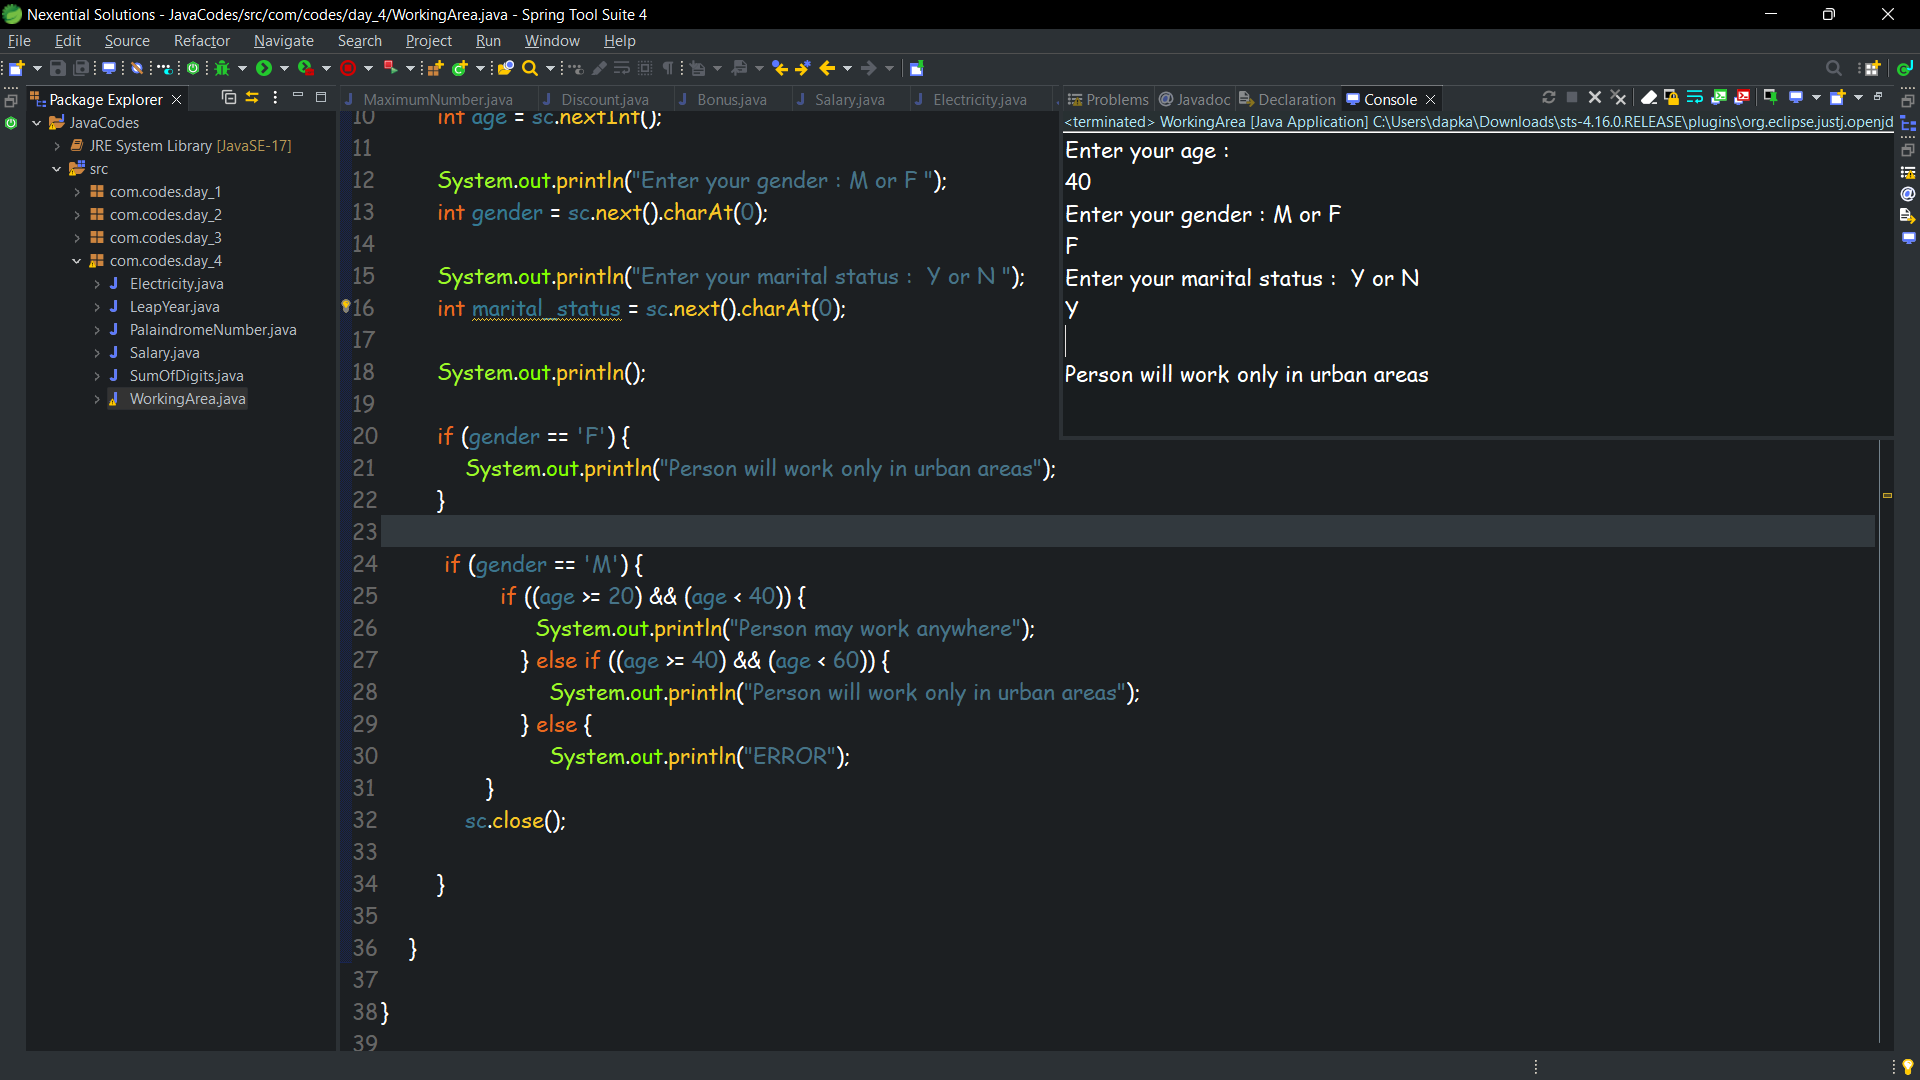 Nexential Solutions - JavaCodes/src/com/codes/day_4/WorkingArea.java - Spring Tool Suite 4
File Edit Source Refactor Navigate Search Project Run Window Help
Package Explorer
JavaCodes
JRE System Library [JavaSE-17]
src
com.codes.day_1
com.codes.day_2
com.codes.day_3
com.codes.day_4
Electricity.java
LeapYear.java
PalaindromeNumber.java
Salary.java
SumOfDigits.java
WorkingArea.java
MaximumNumber.java Discount.java Bonus.java Salary.java Electricity.java
10 int age = sc.nextInt();
11
12 System.out.println("Enter your gender : M or F ");
13 int gender = sc.next().charAt(0);
14
15 System.out.println("Enter your marital status :  Y or N ");
16 int marital_status = sc.next().charAt(0);
17
18 System.out.println();
19
20 if (gender == 'F') {
21 System.out.println("Person will work only in urban areas");
22 }
23
24 if (gender == 'M') {
25 if ((age >= 20) && (age < 40)) {
26 System.out.println("Person may work anywhere");
27 } else if ((age >= 40) && (age < 60)) {
28 System.out.println("Person will work only in urban areas");
29 } else {
30 System.out.println("ERROR");
31 }
32 sc.close();
33
34 }
35
36 }
37
38 }
39
Problems @ Javadoc Declaration Console
<terminated> WorkingArea [Java Application] C:\Users\dapka\Downloads\sts-4.16.0.RELEASE\plugins\org.eclipse.justj.openjd
Enter your age :
40
Enter your gender : M or F
F
Enter your marital status :  Y or N
Y
Person will work only in urban areas